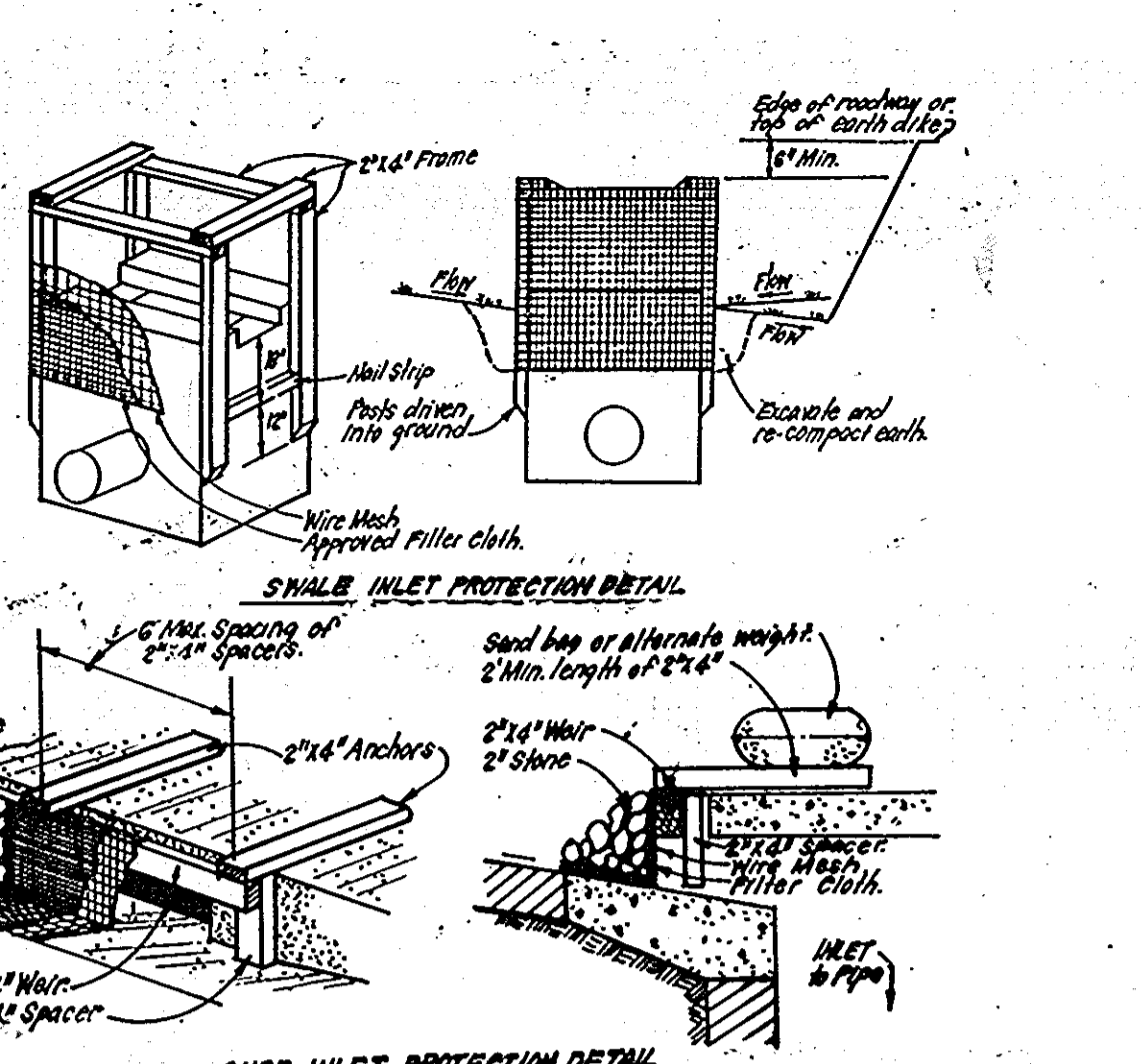 Edge of roadway or
top of earth dike
6" Min.
2"X4" Frame
Flow
Flow
Flow
18"
Nail Strip
12"
Posts driven
into ground
Excavate and
re-compact earth.
Wire Mesh
Approved Filter Cloth.
SWALE INLET PROTECTION DETAIL
6' Max. Spacing of
2"X4" Spacers.
Sand bag or alternate weight.
2' Min. length of 2"X4"
2"X4" Weir
2" Stone
2"X4" Anchors
2"X4" Spacer.
Wire Mesh
Filter Cloth.
INLET
to Pipe
" Weir
" Spacer
INLET PROTECTION DETAIL